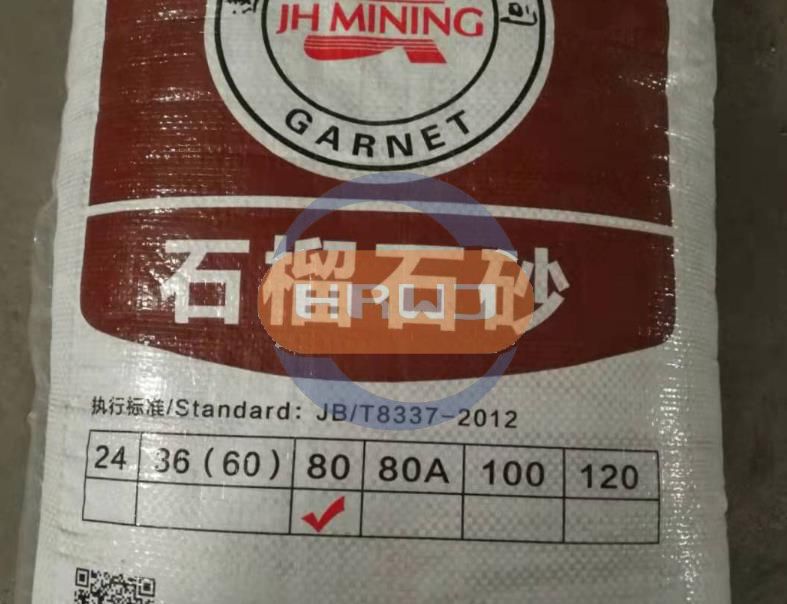 JH MINING
GARNET
石榴石砂
执行标准/Standard: JB/T8337-2012
24 36(60) 80 80A 100 120